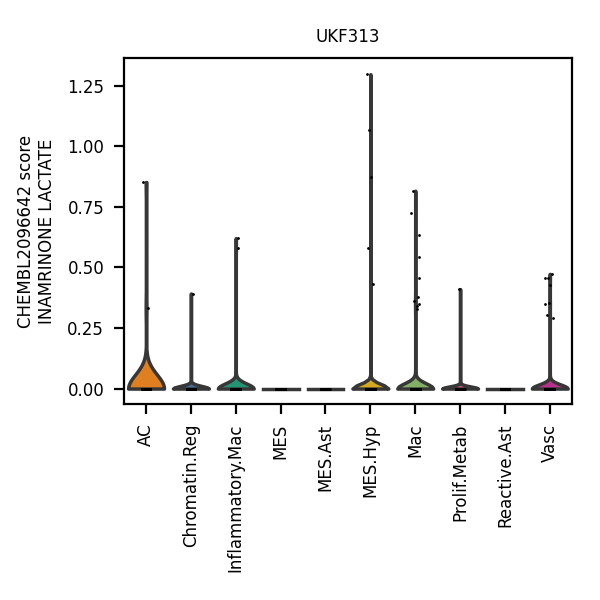 UKF313
CHEMBL2096642 score
INAMRINONE LACTATE
1.25
1.00
0.75
0.50
0.25
0.00
AC
Chromatin.Reg
Inflammatory.Mac
MES
MES.Ast
MES.Hyp
Mac
Prolif.Metab
Reactive.Ast
Vasc